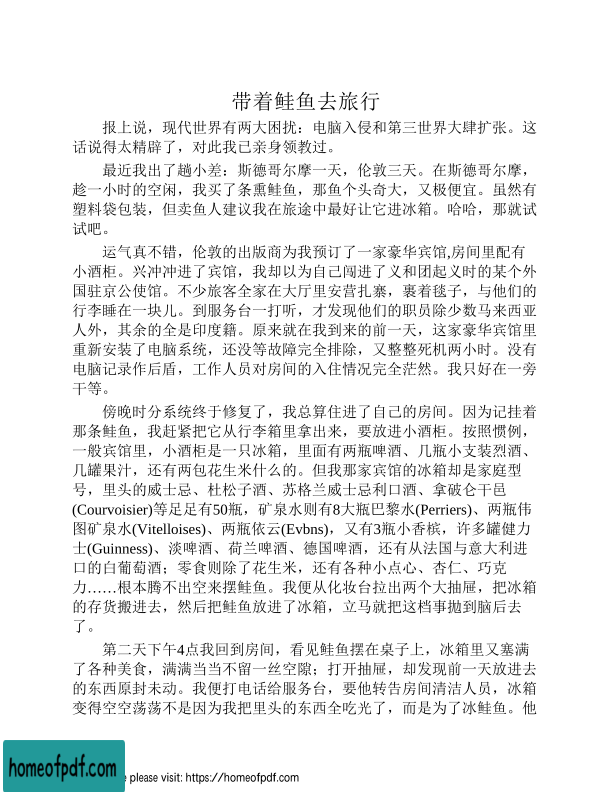 带着鲑鱼去旅行
报上说，现代世界有两大困扰：电脑入侵和第三世界大肆扩张。这
话说得太精辟了，对此我已亲身领教过。
最近我出了趟小差：斯德哥尔摩一天，伦敦三天。在斯德哥尔摩，
趁一小时的空闲，我买了条熏鲑鱼，那鱼个头奇大，又极便宜。虽然有
塑料袋包装，但卖鱼人建议我在旅途中最好让它进冰箱。哈哈，那就试
试吧。
运气真不错，伦敦的出版商为我预订了一家豪华宾馆,房间里配有
小酒柜。兴冲冲进了宾馆，我却以为自己闯进了义和团起义时的某个外
国驻京公使馆。不少旅客全家在大厅里安营扎寨，裹着毯子，与他们的
行李睡在一块儿。到服务台一打听，才发现他们的职员除少数马来西亚
人外，其余的全是印度籍。原来就在我到来的前一天，这家豪华宾馆里
重新安装了电脑系统，还没等故障完全排除，又整整死机两小时。没有
电脑记录作后盾，工作人员对房间的入住情况完全茫然。我只好在一旁
干等。
傍晚时分系统终于修复了，我总算住进了自己的房间。因为记挂着
那条鲑鱼，我赶紧把它从行李箱里拿出来，要放进小酒柜。按照惯例，
一般宾馆里，小酒柜是一只冰箱，里面有两瓶啤酒、几瓶小支装烈酒、
几罐果汁，还有两包花生米什么的。但我那家宾馆的冰箱却是家庭型
号，里头的威士忌、杜松子酒、苏格兰威士忌利口酒、拿破仑干邑
(Courvoisier)等足足有50瓶，矿泉水则有8大瓶巴黎水(Perriers)、两瓶伟
图矿泉水(Vitelloises)、两瓶依云(Evbns)，又有3瓶小香槟，许多罐健力
士(Guinness)、淡啤酒、荷兰啤酒、德国啤酒，还有从法国与意大利进
口的白葡萄酒；零食则除了花生米，还有各种小点心、杏仁、巧克
力……根本腾不出空来摆鲑鱼。我便从化妆台拉出两个大抽屉，把冰箱
的存货搬进去，然后把鲑鱼放进了冰箱，立马就把这档事抛到脑后去
了。
第二天下午4点我回到房间，看见鲑鱼摆在桌子上，冰箱里又塞满
了各种美食，满满当当不留一丝空隙；打开抽屉，却发现前一天放进去
的东西原封未动。我便打电话给服务台，要他转告房间清洁人员，冰箱
变得空空荡荡不是因为我把里头的东西全吃光了，而是为了冰鲑鱼。他
homeofpdf.com
please visit: https://homeofpdf.com